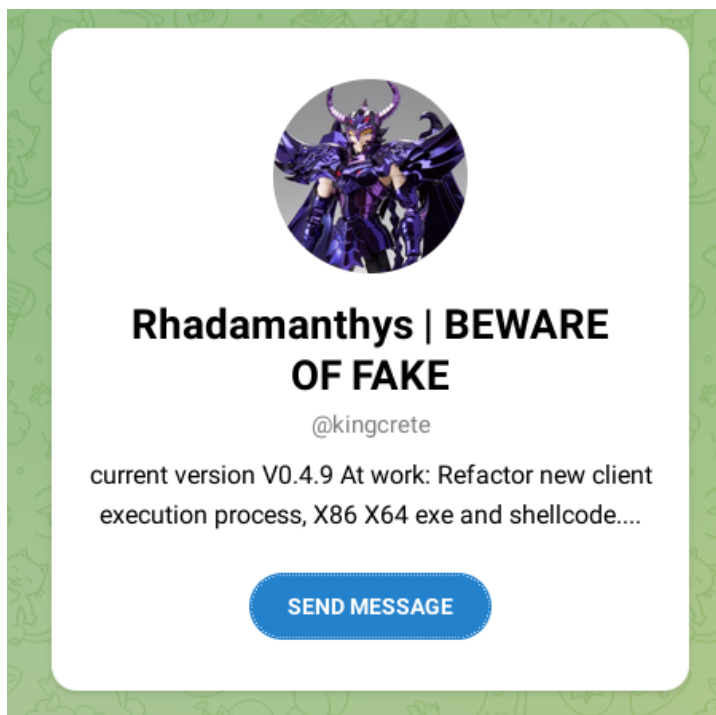 Rhadamanthys | BEWARE
OF FAKE
@kingcrete
current version V0.4.9 At work: Refactor new client
execution process, X86 X64 exe and shellcode....
SEND MESSAGE